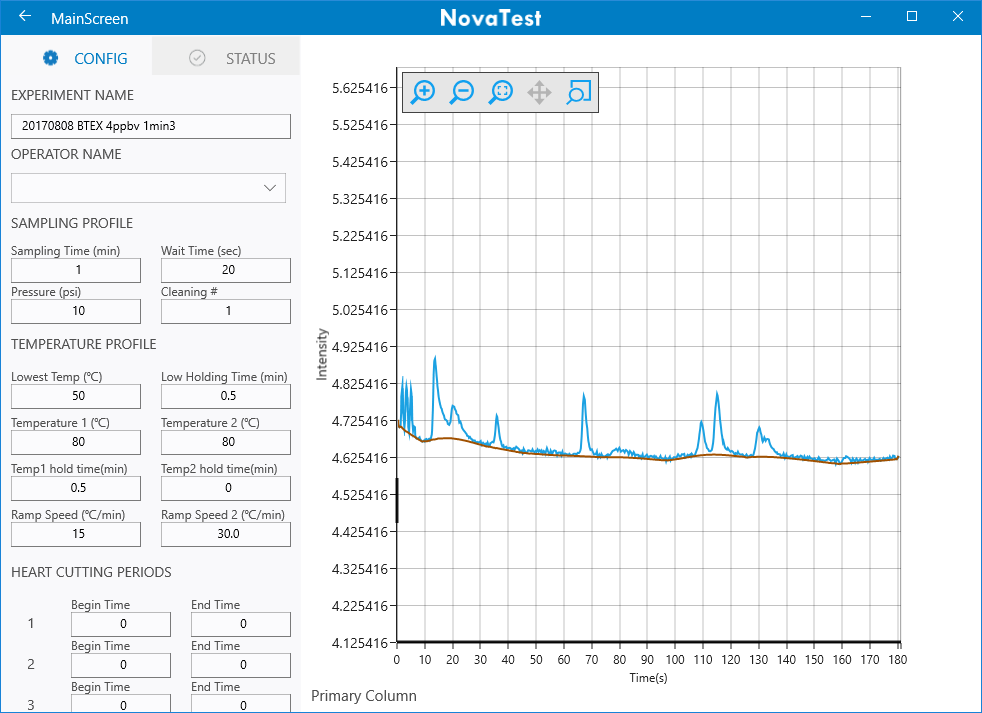 MainScreen
NovaTest
CONFIG
STATUS
EXPERIMENT NAME
20170808 BTEX 4ppbv 1min3
OPERATOR NAME
SAMPLING PROFILE
Sampling Time (min) Wait Time (sec)
1 20
Pressure (psi) Cleaning #
10 1
TEMPERATURE PROFILE
Lowest Temp (℃) Low Holding Time (min)
50 0.5
Temperature 1 (℃) Temperature 2 (℃)
80 80
Temp1 hold time(min) Temp2 hold time(min)
0.5 0
Ramp Speed (℃/min) Ramp Speed 2 (℃/min)
15 30.0
HEART CUTTING PERIODS
Begin Time End Time
1 0 0
Begin Time End Time
2 0 0
Begin Time End Time
3 0 0
Intensity
5.625416
5.525416
5.425416
5.325416
5.225416
5.125416
5.025416
4.925416
4.825416
4.725416
4.625416
4.525416
4.425416
4.325416
4.225416
4.125416
0 10 20 30 40 50 60 70 80 90 100 110 120 130 140 150 160 170 180
Time(s)
Primary Column